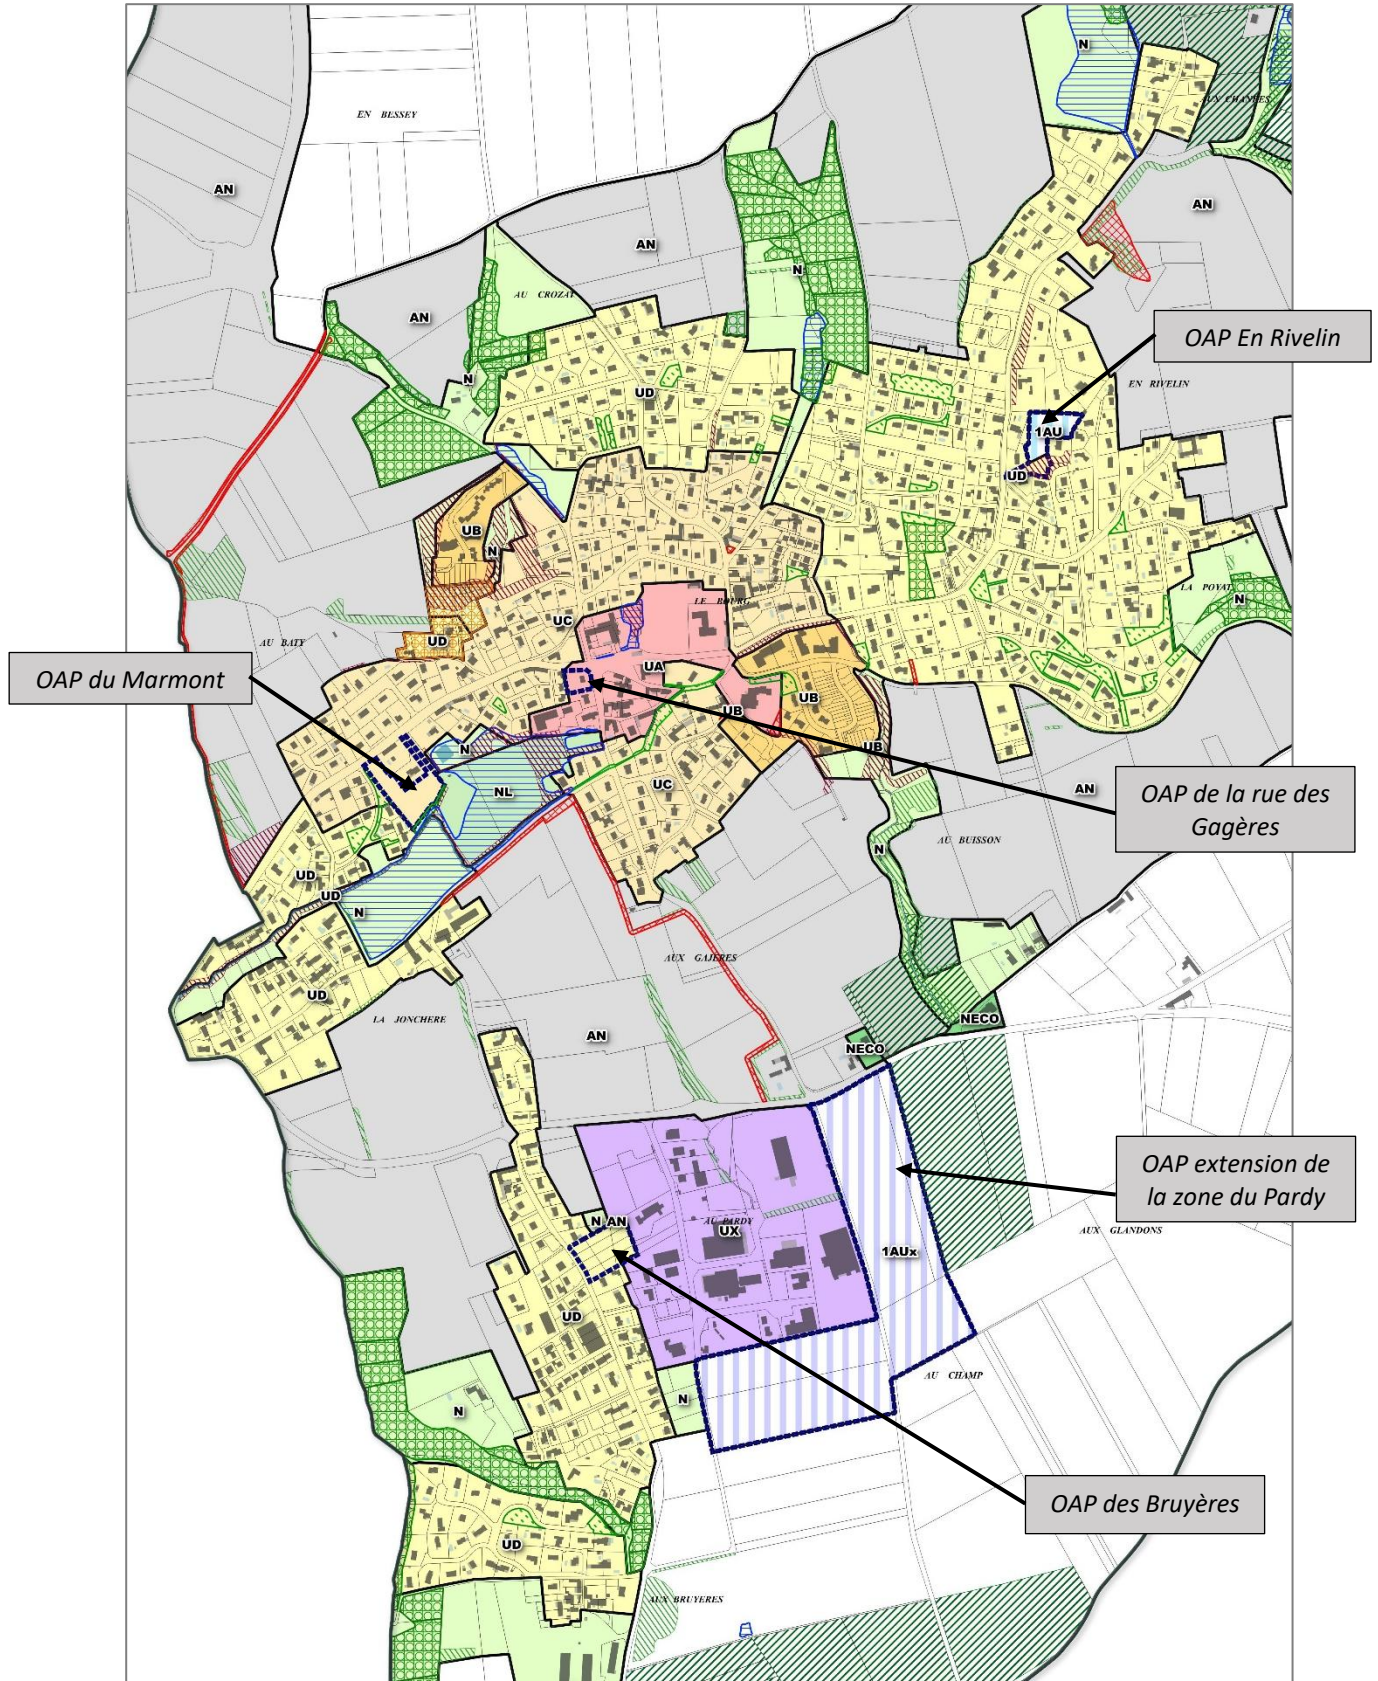 N
EN BESSEY
AUX CHANEES
AN
AN
AN
N
AU CROZAT
AN
OAP En Rivelin
N
EN RIVELIN
UD
1AU
UD
UB
N
LA POYAT
N
LE BOURG
UC
AU BATY
UD
UA
OAP du Marmont
UB
UB
N
UB
NL
UC
AN
OAP de la rue des
Gagères
AU BUISSON
N
UD
UD
N
AUX GAJERES
UD
LA JONCHERE
NECO
AN
NECO
OAP extension de
la zone du Pardy
N
AN
AU PARDY
UX
AUX GLANDONS
1AUx
UD
AU CHAMP
N
N
OAP des Bruyères
UD
AUX BRUYERES